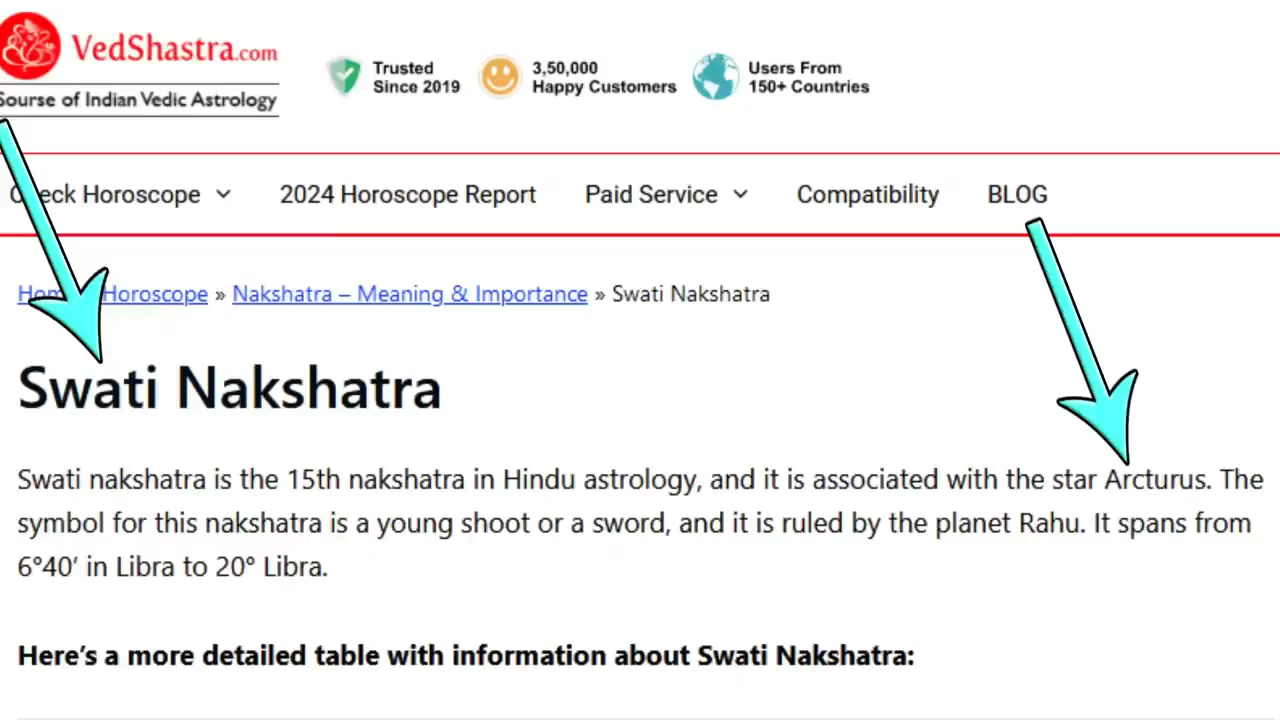 VedShastra.com
Sourse of Indian Vedic Astrology
Trusted
Since 2019
3,50,000
Happy Customers
Users From
150+ Countries
Check Horoscope 2024 Horoscope Report Paid Service Compatibility BLOG
Home Horoscope » Nakshatra – Meaning & Importance » Swati Nakshatra
Swati Nakshatra
Swati nakshatra is the 15th nakshatra in Hindu astrology, and it is associated with the star Arcturus. The
symbol for this nakshatra is a young shoot or a sword, and it is ruled by the planet Rahu. It spans from
6°40’ in Libra to 20° Libra.
Here’s a more detailed table with information about Swati Nakshatra: